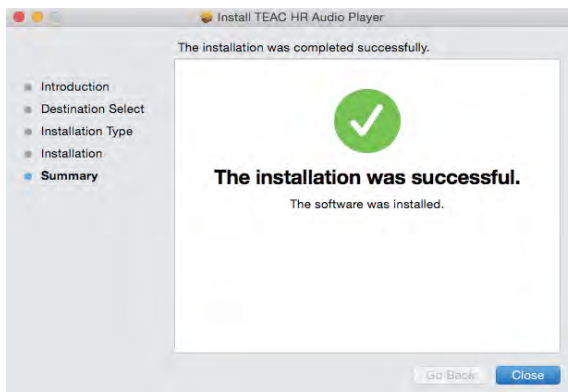 Install TEAC HR Audio Player
The installation was completed successfully.
Introduction
Destination Select
Installation Type
Installation
Summary
The installation was successful.
The software was installed.
Go Back
Close